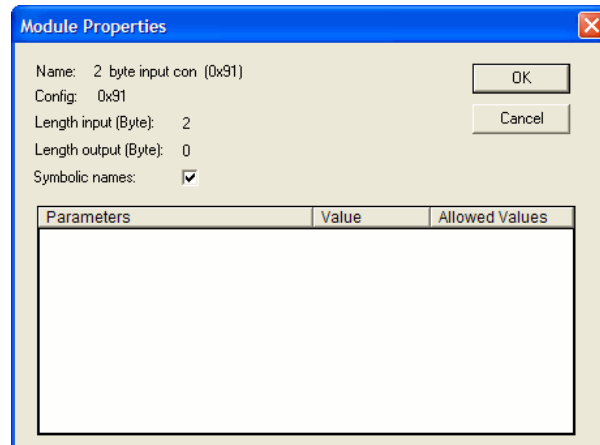 Module Properties
Name: 2 byte input con (0x91)
OK
Config: 0x91
Length input (Byte): 2
Cancel
Length output (Byte): 0
Symbolic names:
Parameters Value Allowed Values